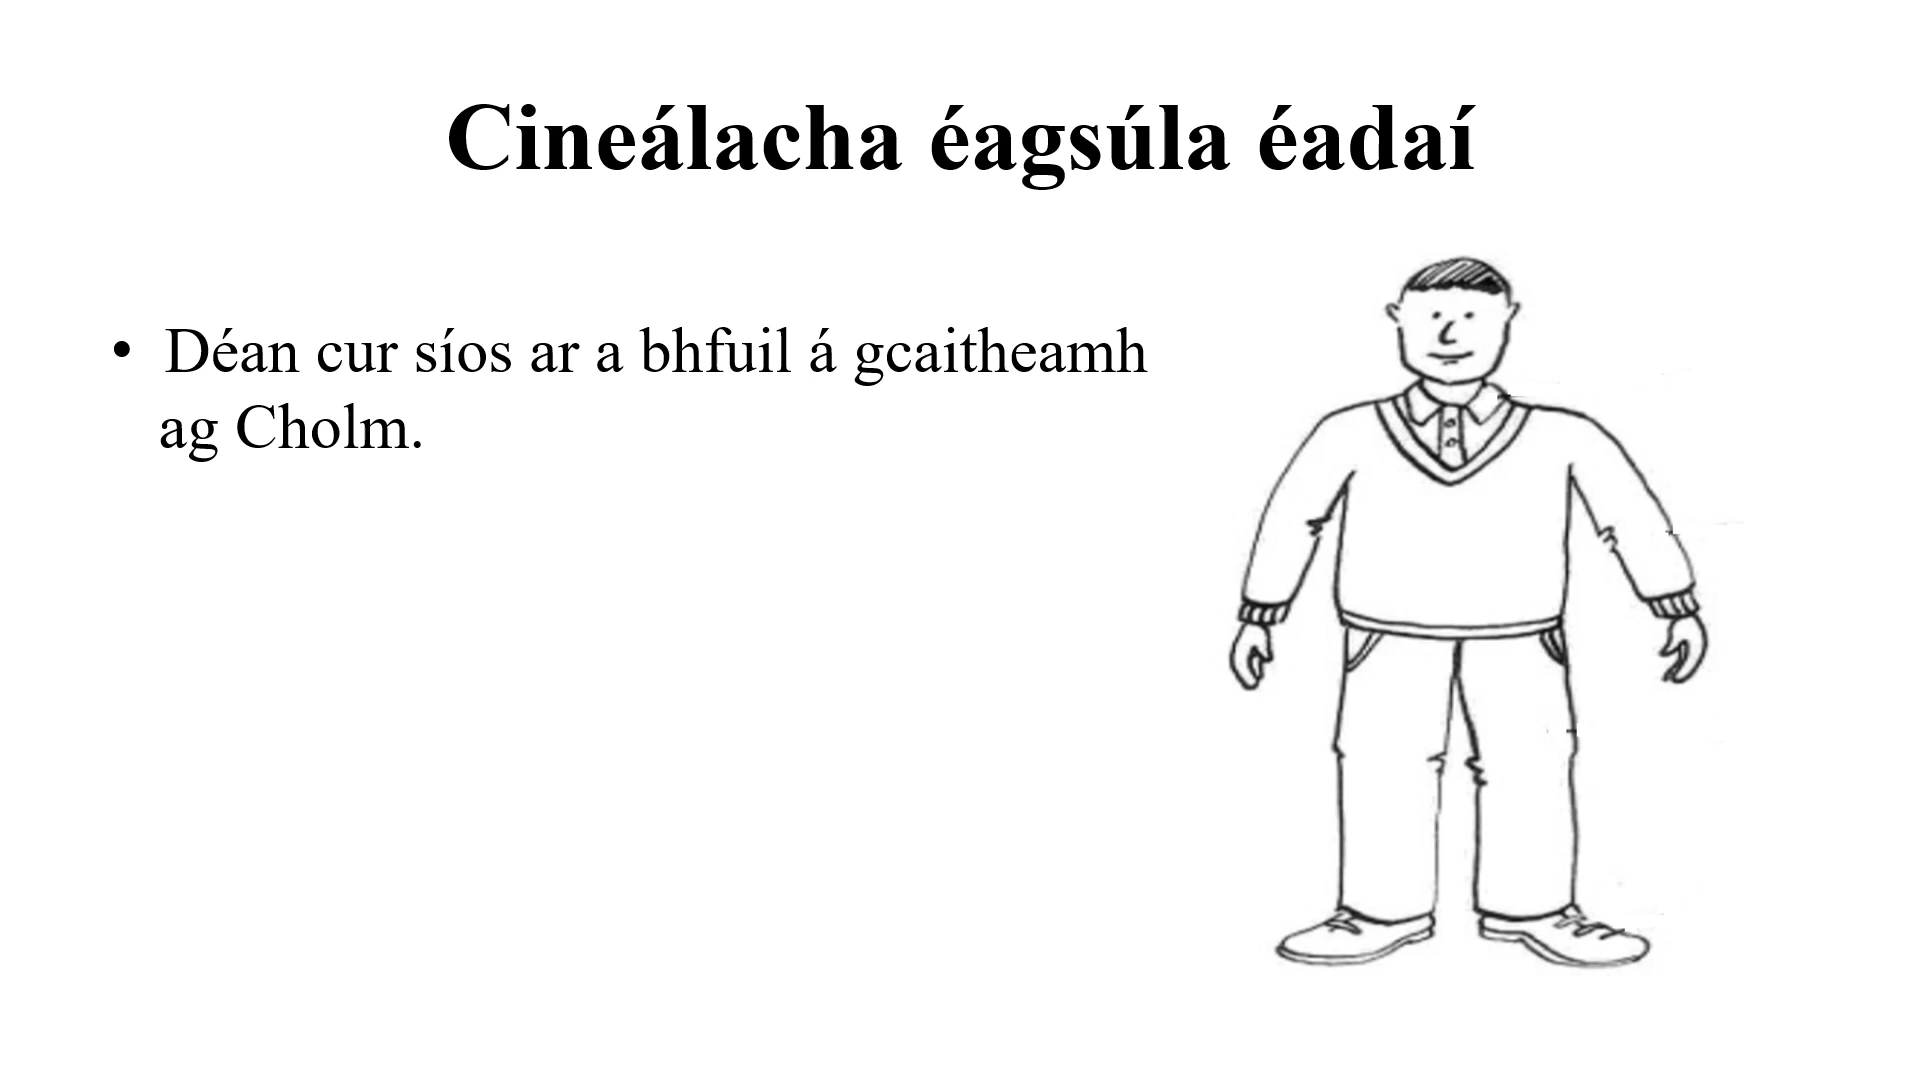 Cineálacha éagsúla éadaí
• Déan cur síos ar a bhfuil á gcaitheamh
ag Cholm.